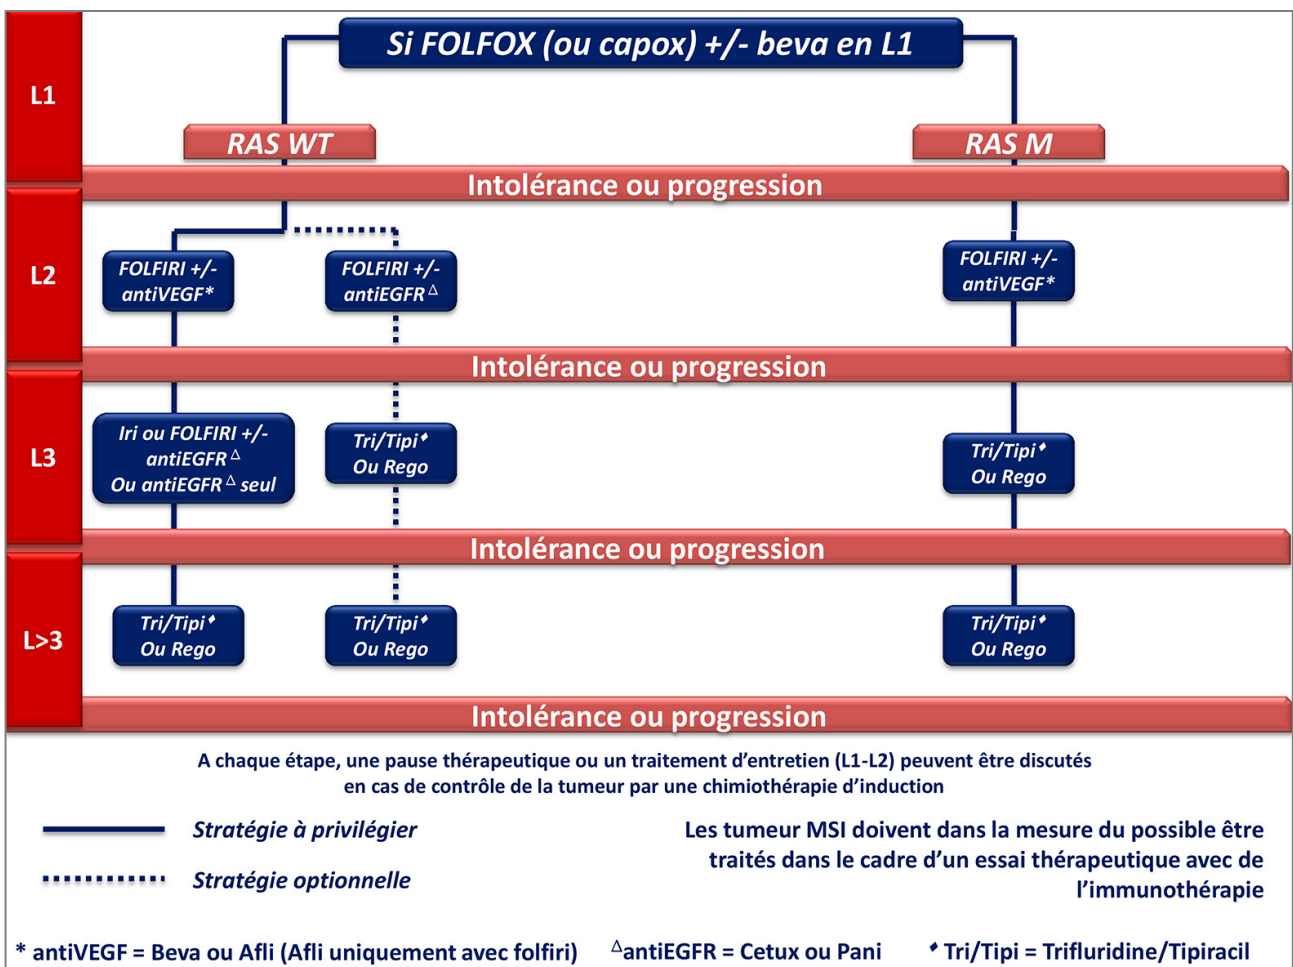 Si FOLFOX (ou capox) +/- beva en L1
L1
RAS WT
RAS M
Intolérance ou progression
L2
FOLFIRI +/-
antiVEGF*
FOLFIRI +/-
antiEGFR Δ
FOLFIRI +/-
antiVEGF*
Intolérance ou progression
L3
Iri ou FOLFIRI +/-
antiEGFR Δ
Ou antiEGFR Δ seul
Tri/Tipi♦
Ou Rego
Tri/Tipi♦
Ou Rego
Intolérance ou progression
L>3
Tri/Tipi♦
Ou Rego
Tri/Tipi♦
Ou Rego
Tri/Tipi♦
Ou Rego
Intolérance ou progression
A chaque étape, une pause thérapeutique ou un traitement d’entretien (L1-L2) peuvent être discutés
en cas de contrôle de la tumeur par une chimiothérapie d’induction
Stratégie à privilégier
Stratégie optionnelle
Les tumeur MSI doivent dans la mesure du possible être
traités dans le cadre d’un essai thérapeutique avec de
l’immunothérapie
* antiVEGF = Beva ou Afli (Afli uniquement avec folfiri)
ΔantiEGFR = Cetux ou Pani
♦ Tri/Tipi = Trifluridine/Tipiracil